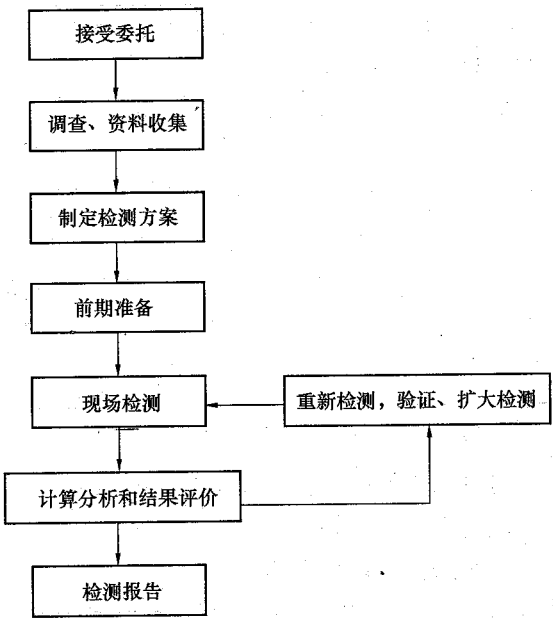 接受委托
调查、资料收集
制定检测方案
前期准备
现场检测
重新检测，验证、扩大检测
计算分析和结果评价
检测报告